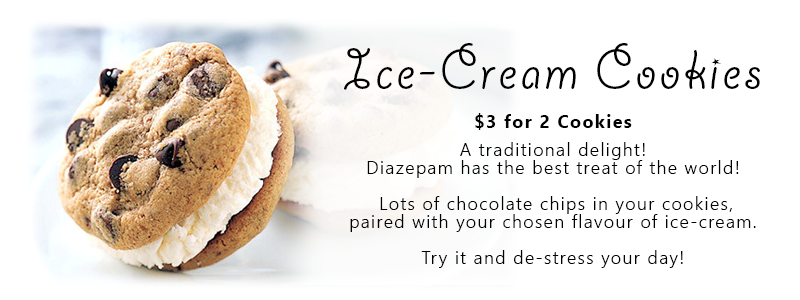 Ice-Cream Cookies
$3 for 2 Cookies
A traditional delight!
Diazepam has the best treat of the world!
Lots of chocolate chips in your cookies,
paired with your chosen flavour of ice-cream.
Try it and de-stress your day!